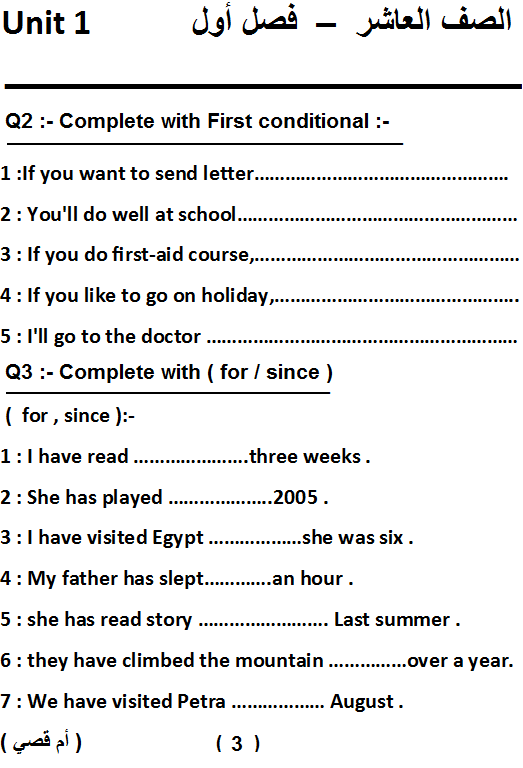 Unit 1 الصف العاشر – فصل أول
Q2 :- Complete with First conditional :-
1 :If you want to send letter..................................................
2 : You'll do well at school......................................................
3 : If you do first-aid course,...................................................
4 : If you like to go on holiday,...............................................
5 : I'll go to the doctor ............................................................
Q3 :- Complete with ( for / since )
( for , since ):-
1 : I have read ......................three weeks .
2 : She has played ....................2005 .
3 : I have visited Egypt ..................she was six .
4 : My father has slept.............an hour .
5 : she has read story ......................... Last summer .
6 : they have climbed the mountain ...............over a year.
7 : We have visited Petra .................. August .
( أم قصي ) ( 3 )